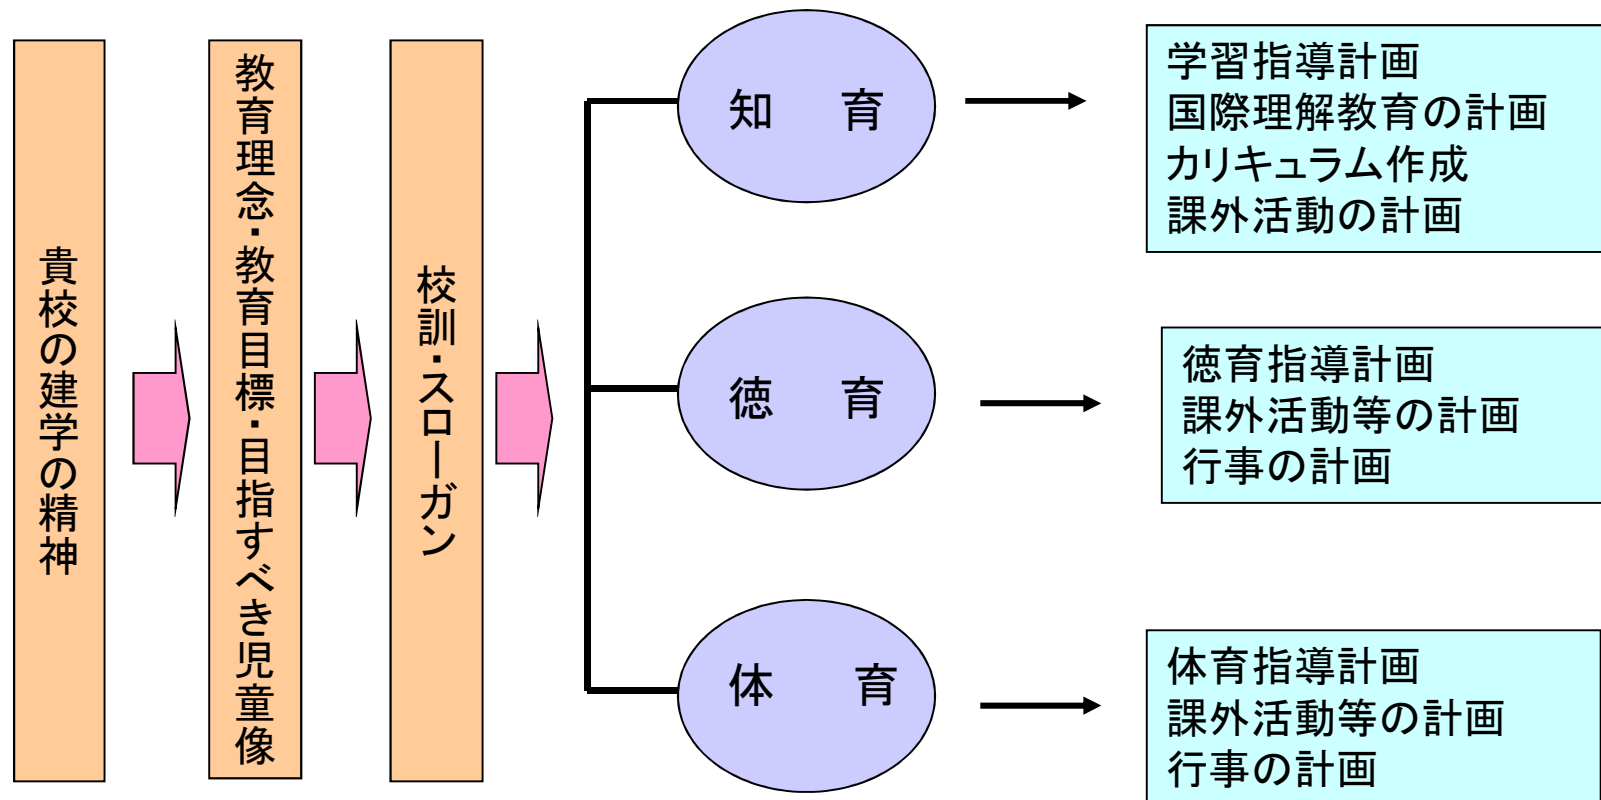 貴校の建学の精神
教育理念・教育目標・目指すべき児童像
校訓・スローガン
知　育
学習指導計画
国際理解教育の計画
カリキュラム作成
課外活動の計画
徳　育
徳育指導計画
課外活動等の計画
行事の計画
体　育
体育指導計画
課外活動等の計画
行事の計画